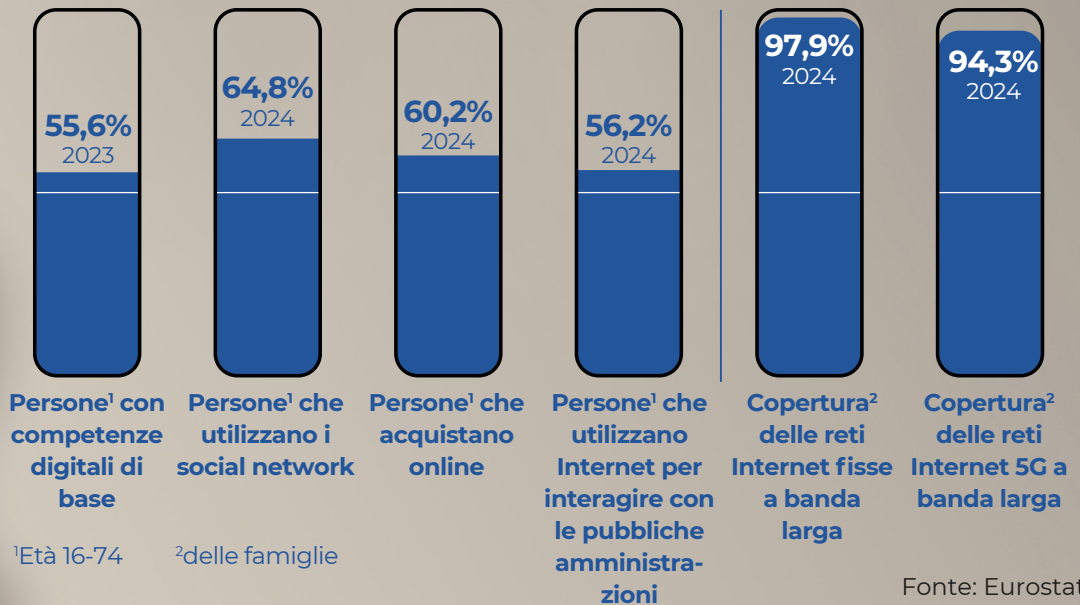 55,6%
2023
64,8%
2024
60,2%
2024
56,2%
2024
97,9%
2024
94,3%
2024
Persone¹ con
competenze
digitali di
base
Persone¹ che
utilizzano i
social network
Persone¹ che
acquistano
online
Persone¹ che
utilizzano
Internet per
interagire con
le pubbliche
amministra-
zioni
Copertura²
delle reti
Internet fisse
a banda
larga
Copertura²
delle reti
Internet 5G a
banda larga
¹Età 16-74
²delle famiglie
Fonte: Eurostat